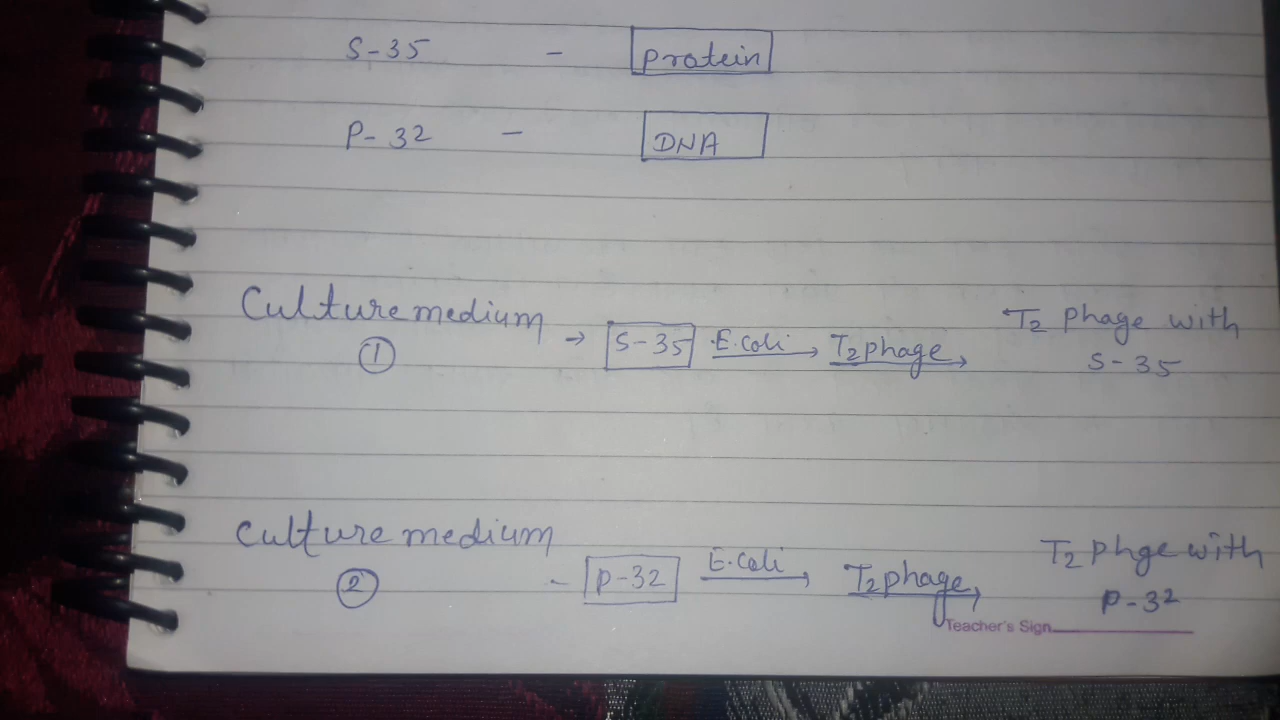 S-35 - Protein
P-32 - DNA
Culture medium → S-35 E.coli → T2 phage → T2 phage with
① S-35
Culture medium - P-32 E.coli → T2 phage → T2 phge with
② P-32
Teacher's Sign